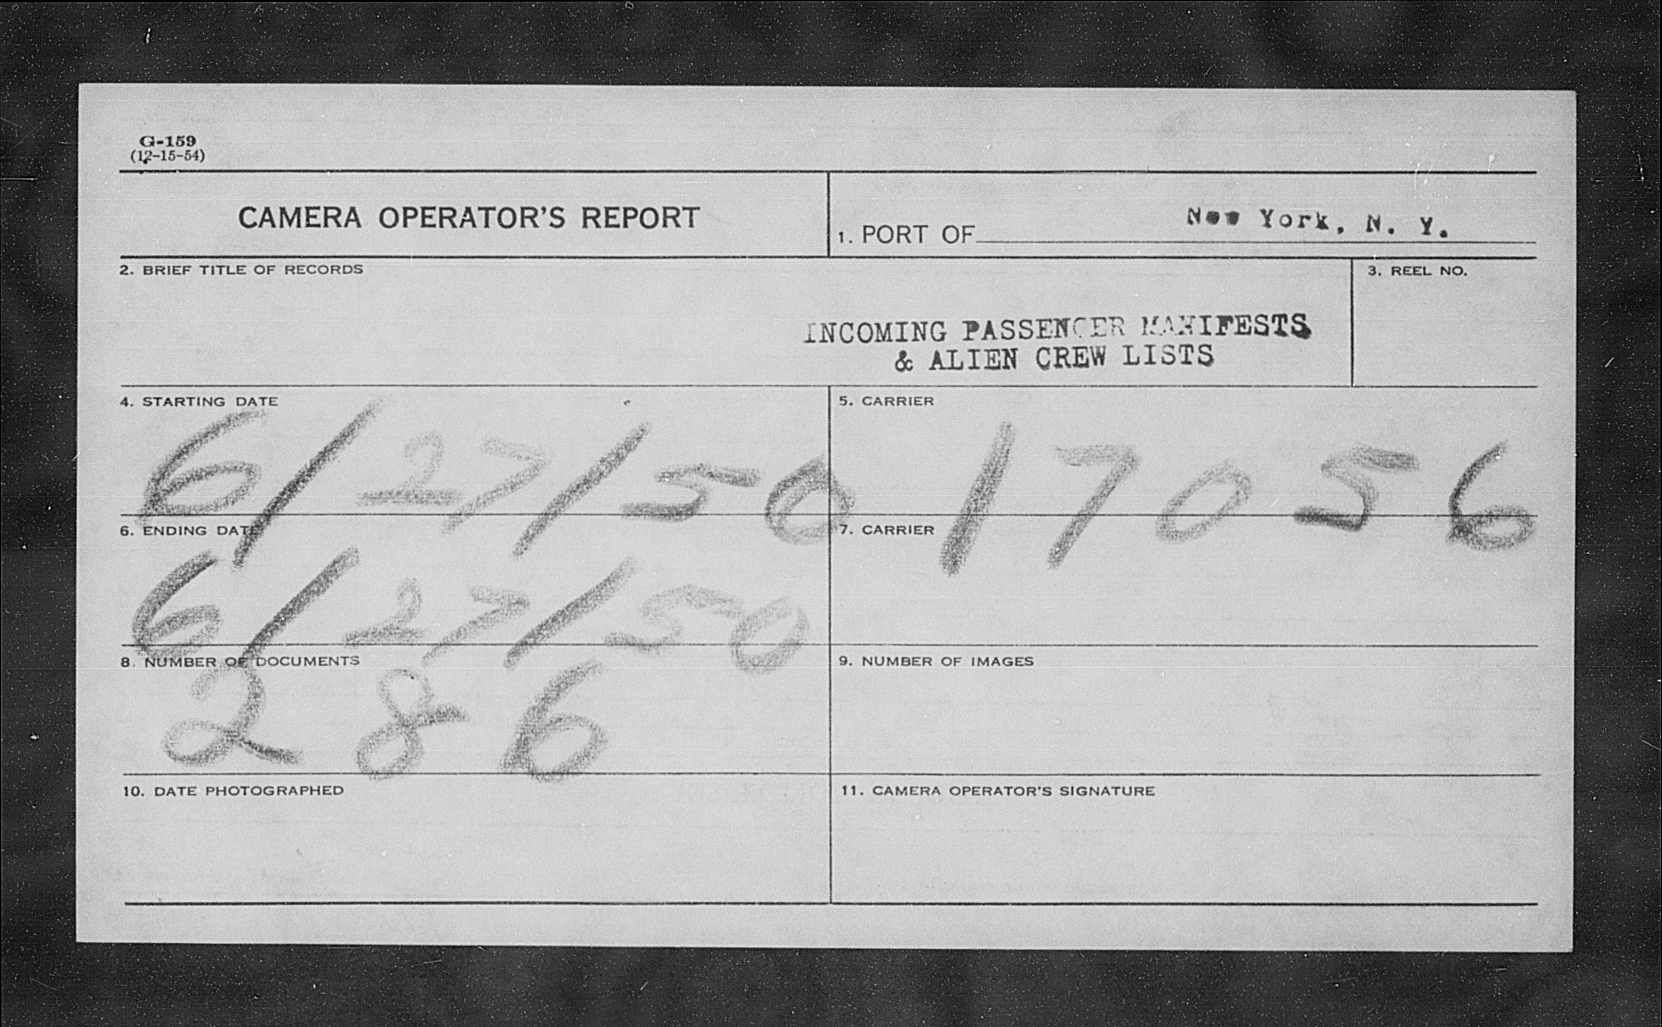 G-159
(12-15-54)
CAMERA OPERATOR'S REPORT
1. PORT OF New York, N. Y.
2. BRIEF TITLE OF RECORDS
INCOMING PASSENGER MANIFESTS
& ALIEN CREW LISTS
3. REEL NO.
4. STARTING DATE
6/27/50
5. CARRIER
17056
6. ENDING DATE
6/27/50
7. CARRIER
8. NUMBER OF DOCUMENTS
286
9. NUMBER OF IMAGES
10. DATE PHOTOGRAPHED
11. CAMERA OPERATOR'S SIGNATURE